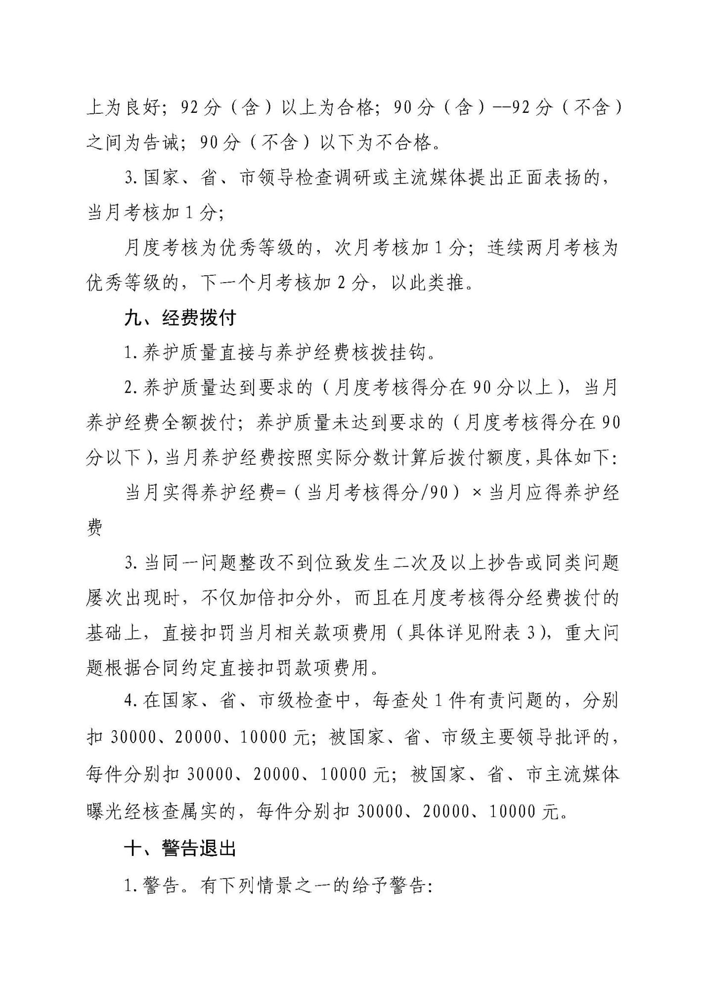 上为良好；92分（含）以上为合格；90分（含）--92分（不含）
之间为告诫；90分（不含）以下为不合格。
3.国家、省、市领导检查调研或主流媒体提出正面表扬的，
当月考核加1分；
月度考核为优秀等级的，次月考核加1分；连续两月考核为
优秀等级的，下一个月考核加2分，以此类推。
九、经费拨付
1.养护质量直接与养护经费核拨挂钩。
2.养护质量达到要求的（月度考核得分在90分以上），当月
养护经费全额拨付；养护质量未达到要求的（月度考核得分在90
分以下），当月养护经费按照实际分数计算后拨付额度，具体如下：
当月实得养护经费=（当月考核得分/90）×当月应得养护经
费
3.当同一问题整改不到位致发生二次及以上抄告或同类问题
屡次出现时，不仅加倍扣分外，而且在月度考核得分经费拨付的
基础上，直接扣罚当月相关款项费用（具体详见附表3），重大问
题根据合同约定直接扣罚款项费用。
4.在国家、省、市级检查中，每查处1件有责问题的，分别
扣30000、20000、10000元；被国家、省、市级主要领导批评的，
每件分别扣30000、20000、10000元；被国家、省、市主流媒体
曝光经核查属实的，每件分别扣30000、20000、10000元。
十、警告退出
1.警告。有下列情景之一的给予警告：